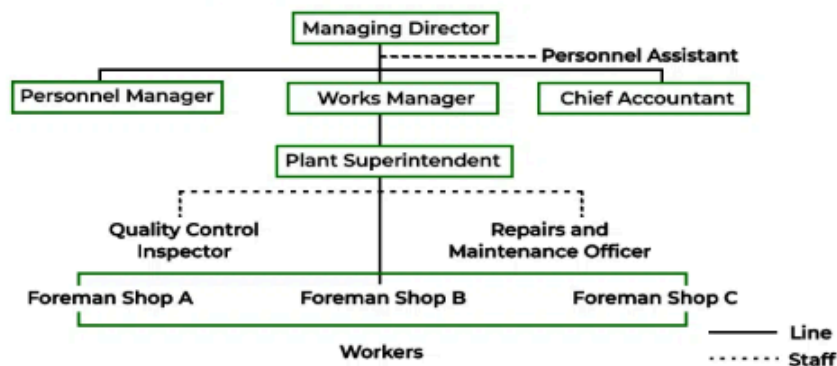 Managing Director
Personnel Assistant
Personnel Manager
Works Manager
Chief Accountant
Plant Superintendent
Quality Control
Inspector
Repairs and
Maintenance Officer
Foreman Shop A
Foreman Shop B
Foreman Shop C
Workers
Line
Staff